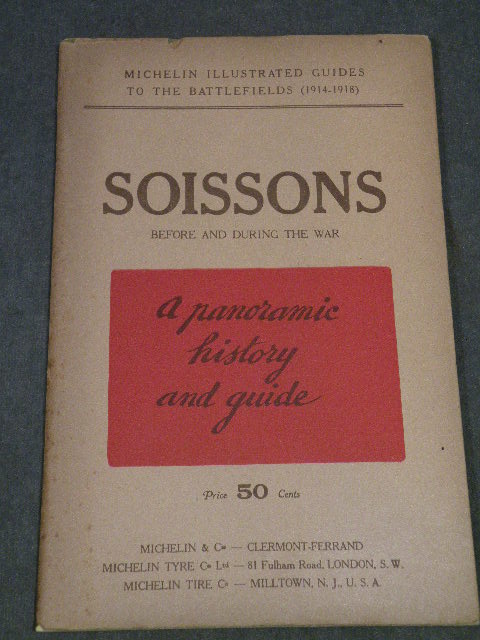 MICHELIN ILLUSTRATED GUIDES
TO THE BATTLEFIELDS (1914-1918)
SOISSONS
BEFORE AND DURING THE WAR
A panoramic
history
and guide
Price 50 Cents
MICHELIN & Cie — CLERMONT-FERRAND
MICHELIN TYRE Co Ltd — 81 Fulham Road, LONDON, S. W.
MICHELIN TIRE Co — MILLTOWN, N. J., U. S. A.